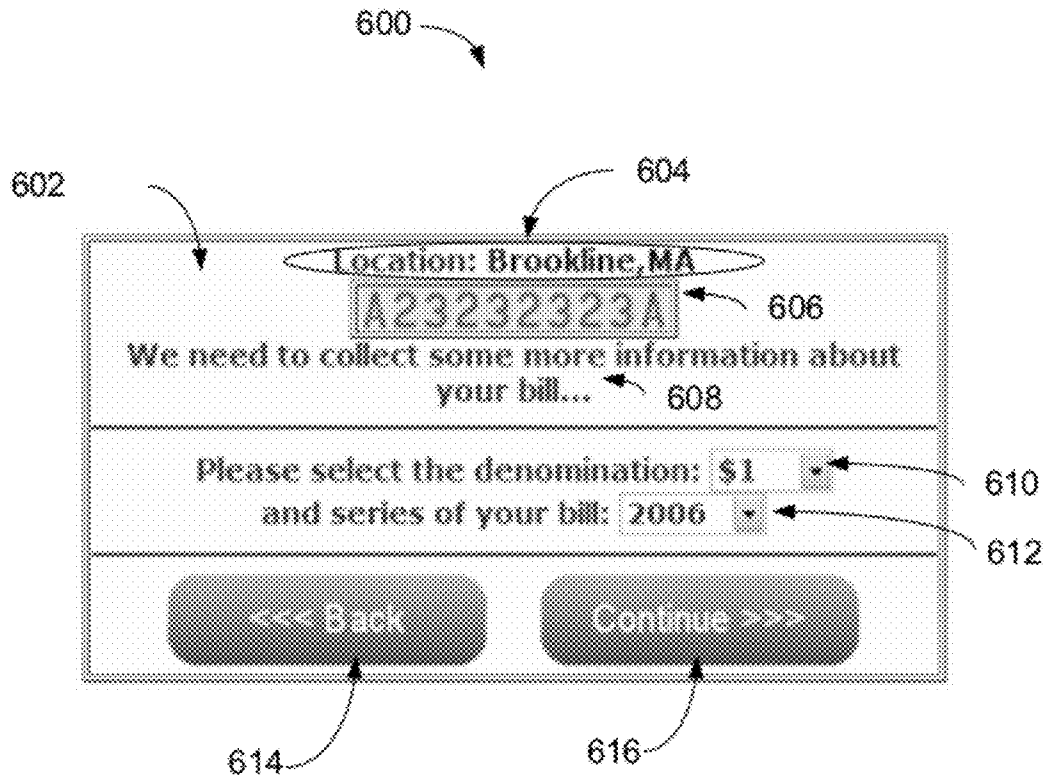 600
602
604
Location: Brookline,MA
A23232323A
606
We need to collect some more information about
your bill...
608
Please select the denomination: $1
610
and series of your bill: 2006
612
<<< Back
Continue >>>
614
616